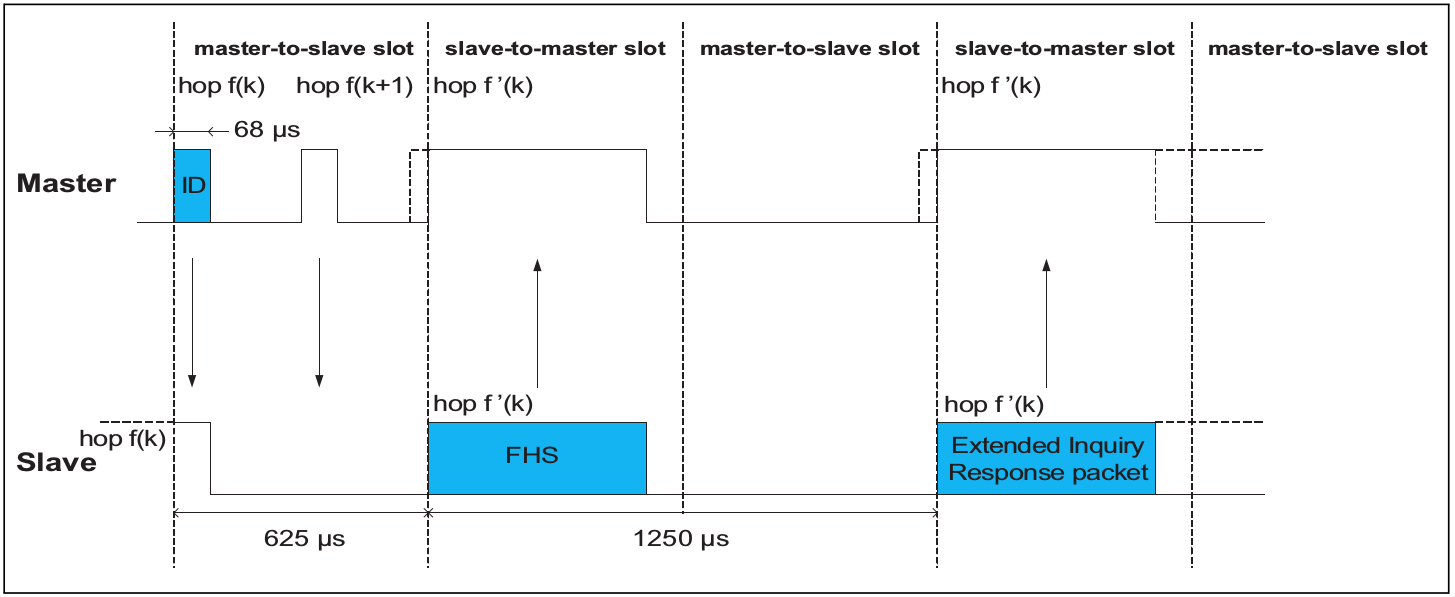 master-to-slave slot slave-to-master slot master-to-slave slot slave-to-master slot master-to-slave slot
hop f(k) hop f(k+1) hop f ’(k) hop f ’(k)
68 µs
Master
ID
hop f ’(k) hop f ’(k)
hop f(k)
Slave
FHS
Extended Inquiry
Response packet
625 µs 1250 µs